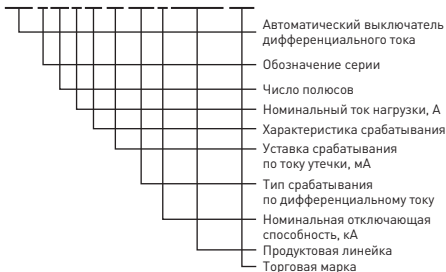 Автоматический выключатель
дифференциального тока
Обозначение серии
Число полюсов
Номинальный ток нагрузки, А
Характеристика срабатывания
Уставка срабатывания
по току утечки, мА
Тип срабатывания
по дифференциальному току
Номинальная отключающая
способность, кА
Продуктовая линейка
Торговая марка